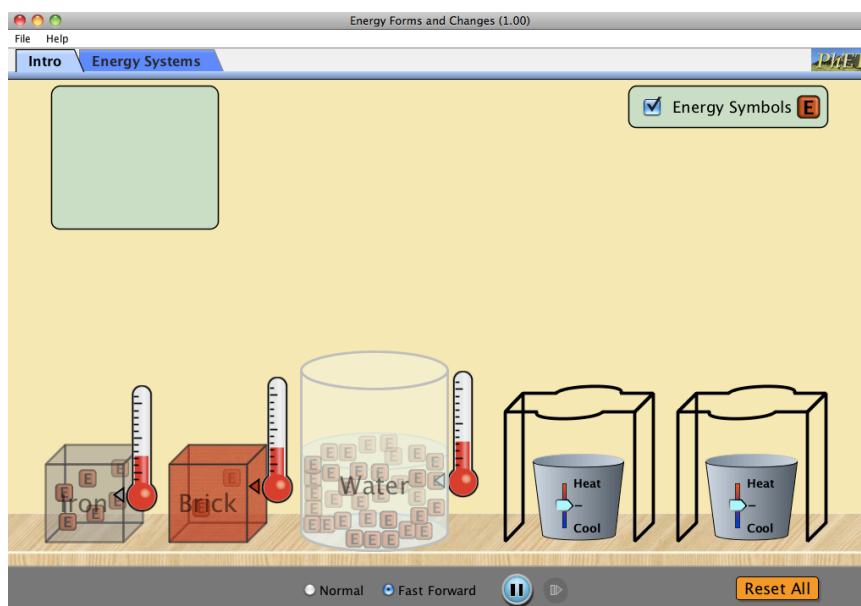 Energy Forms and Changes (1.00)
File Help
Intro Energy Systems
PhET
Energy Symbols E
Iron
Brick
Water
Heat
Cool
Heat
Cool
Normal Fast Forward
Reset All